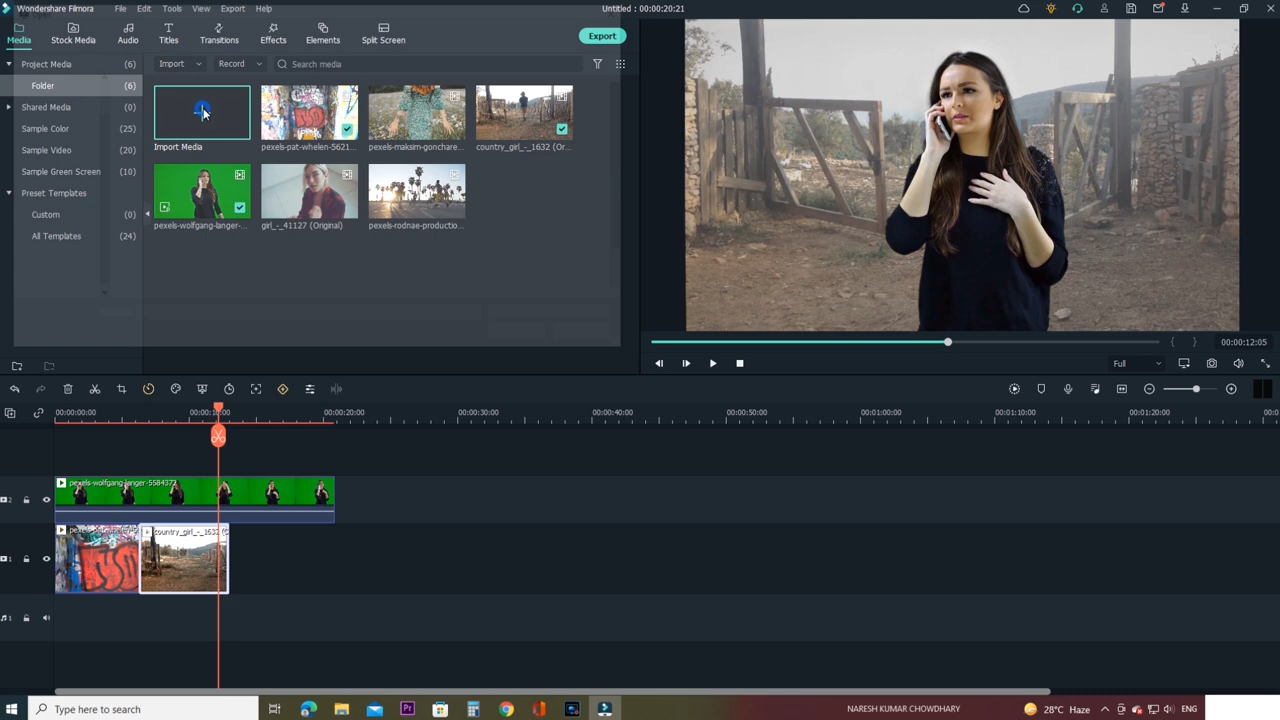 Wondershare Filmora
File Edit Tools View Export Help
Untitled : 00:00:20:21
Media Stock Media Audio Titles Transitions Effects Elements Split Screen
Export
Project Media (6)
Folder (6)
Shared Media (0)
Sample Color (25)
Sample Video (20)
Sample Green Screen (10)
Preset Templates
Custom (0)
All Templates (24)
Import Record Search media
Import Media pexels-pat-whelen-5621... pexels-maksim-gonchare... country_girl_-_1632 (Or...
pexels-wolfgang-langer-... girl_-_41127 (Original) pexels-rodnae-productio...
00:00:12:05
Full
00:00:00:00 00:00:10:00 00:00:20:00 00:00:30:00 00:00:40:00 00:00:50:00 00:01:00:00 00:01:10:00 00:01:20:00
pexels-wolfgang-langer-5584372
2
country_girl_-_1632 (O
1
1
Type here to search
NARESH KUMAR CHOWDHARY
28°C Haze
ENG